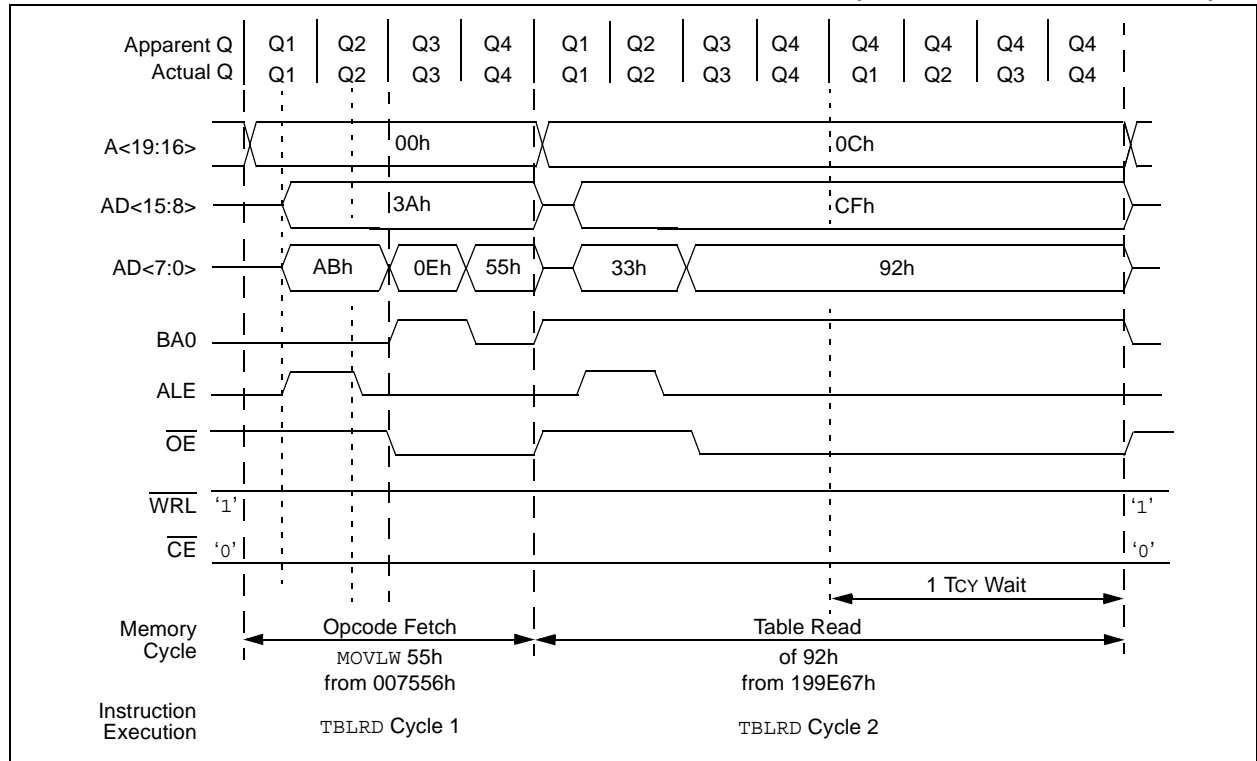 Apparent Q Q1 Q2 Q3 Q4 Q1 Q2 Q3 Q4 Q4 Q4 Q4 Q4
Actual Q Q1 Q2 Q3 Q4 Q1 Q2 Q3 Q4 Q1 Q2 Q3 Q4
A<19:16> 00h 0Ch
AD<15:8> 3Ah CFh
AD<7:0> ABh 0Eh 55h 33h 92h
BA0
ALE
OE
WRL '1' '1'
CE '0' '0'
1 TCY Wait
Memory Cycle Opcode Fetch Table Read
MOVLW 55h of 92h
from 007556h from 199E67h
Instruction Execution TBLRD Cycle 1 TBLRD Cycle 2